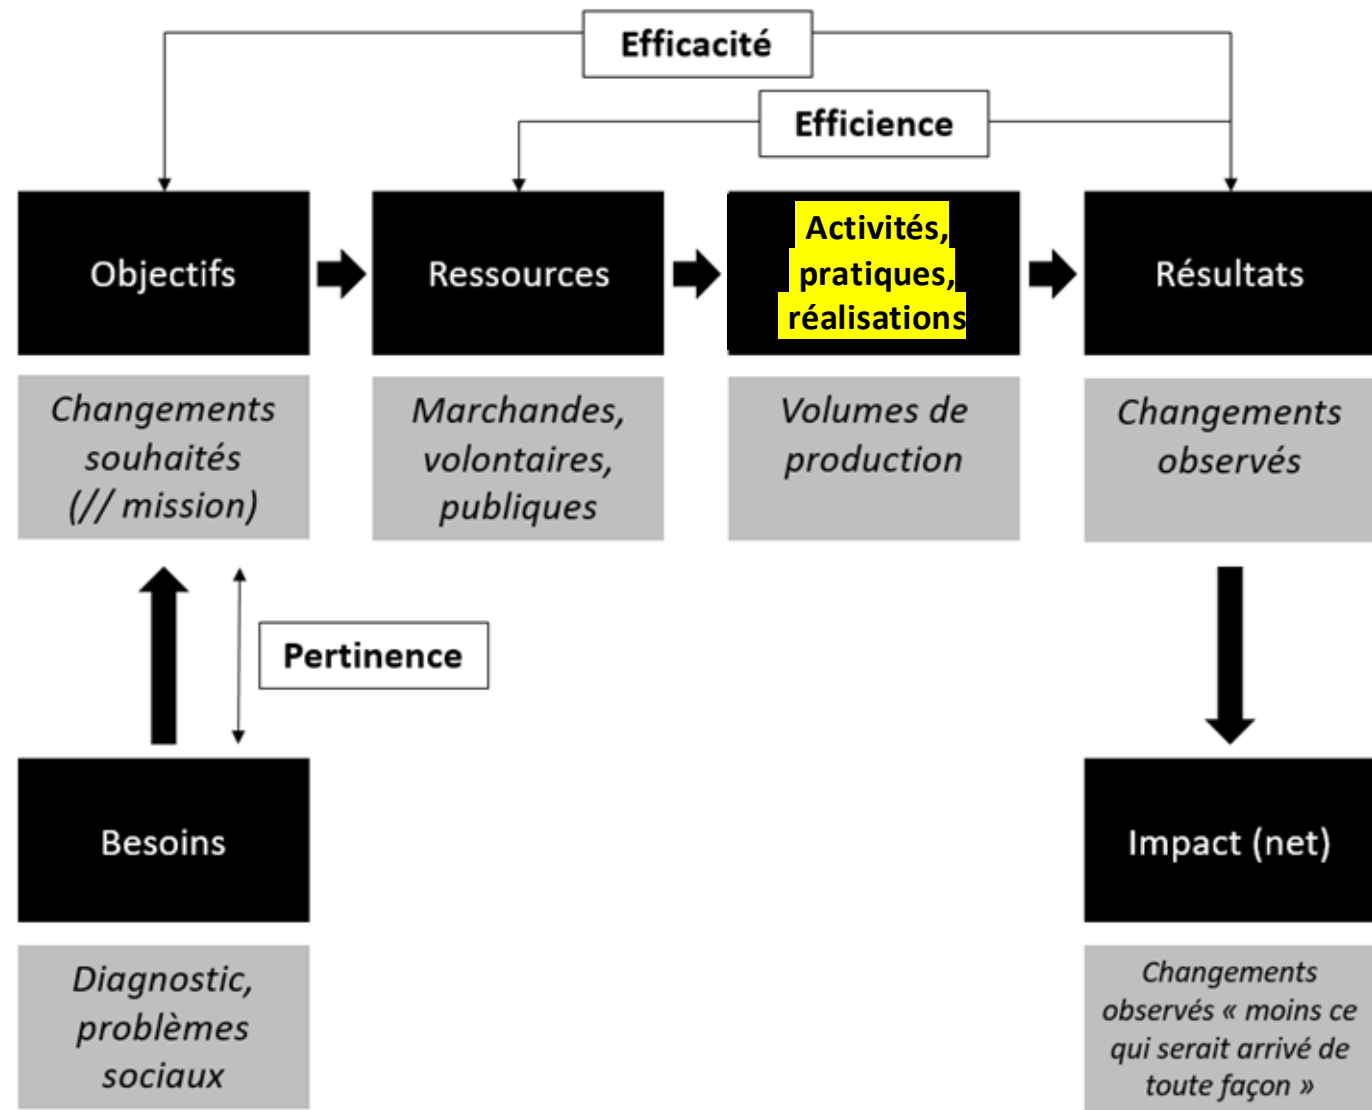 Efficacité
Efficience
Objectifs
Ressources
Activités,
pratiques,
réalisations
Résultats
Changements
souhaités
(// mission)
Marchandes,
volontaires,
publiques
Volumes de
production
Changements
observés
Pertinence
Besoins
Impact (net)
Diagnostic,
problèmes
sociaux
Changements
observés « moins ce
qui serait arrivé de
toute façon »